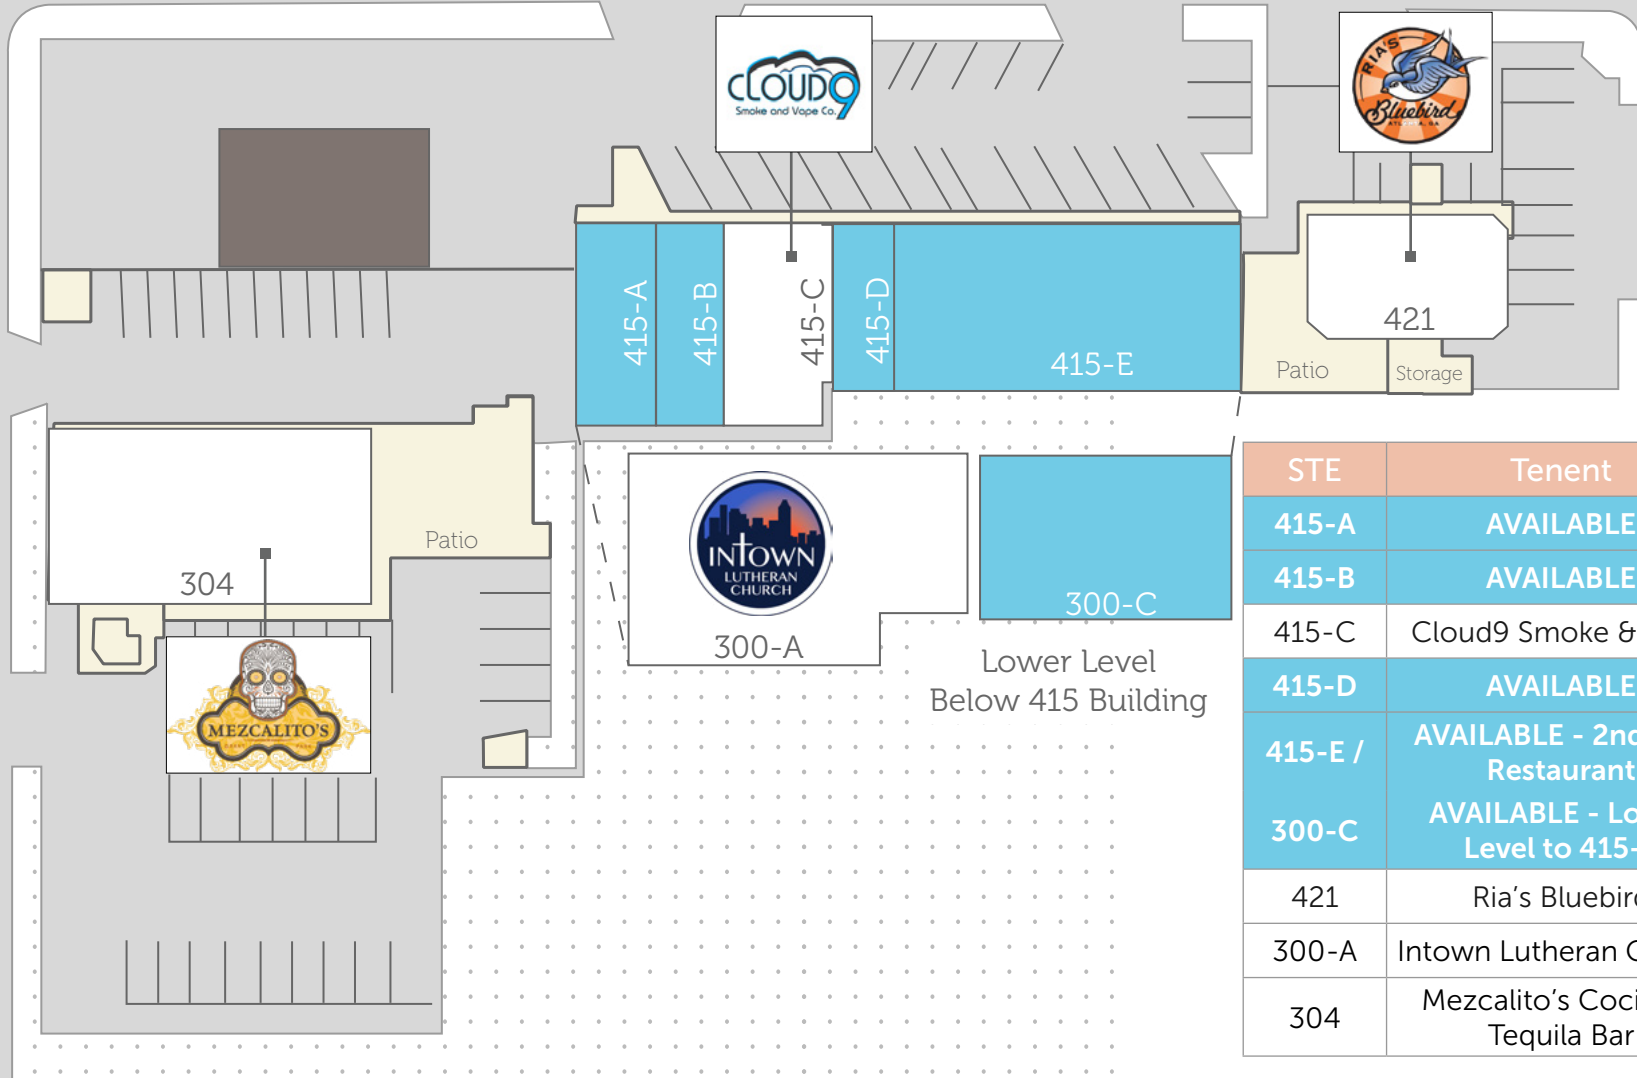 CLOUD9
Smoke and Vape Co.
RIA'S
Bluebird
ATLANTA, GA
415-A
415-B
415-C
415-D
415-E
421
Patio
Storage
Patio
304
MEZCALITO'S
INTOWN
LUTHERAN
CHURCH
300-A
300-C
Lower Level
Below 415 Building
STE Tenent
415-A AVAILABLE
415-B AVAILABLE
415-C Cloud9 Smoke &
415-D AVAILABLE
415-E / AVAILABLE - 2nd
Restaurant
300-C AVAILABLE - Lo
Level to 415-
421 Ria's Bluebird
300-A Intown Lutheran C
304 Mezcalito's Coci
Tequila Bar